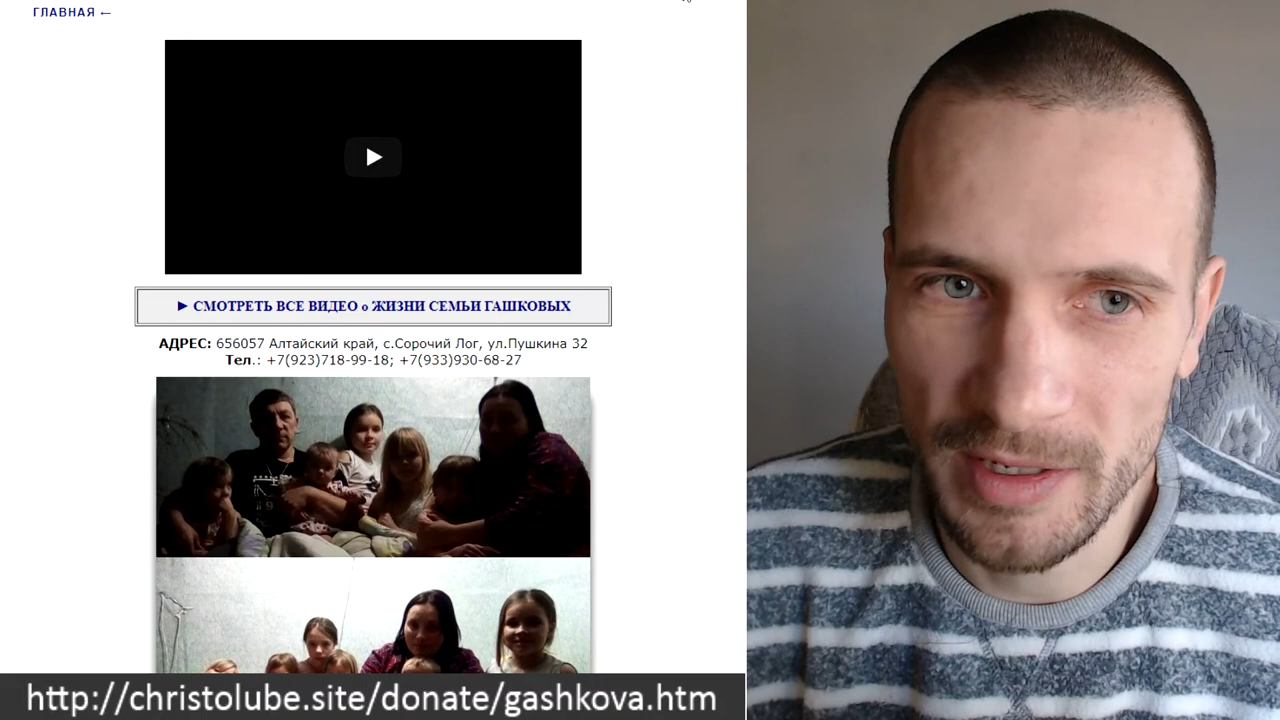 ГЛАВНАЯ ←
► СМОТРЕТЬ ВСЕ ВИДЕО о ЖИЗНИ СЕМЬИ ГАШКОВЫХ
АДРЕС: 656057 Алтайский край, с.Сорочий Лог, ул.Пушкина 32
Тел.: +7(923)718-99-18; +7(933)930-68-27
http://christolube.site/donate/gashkova.htm